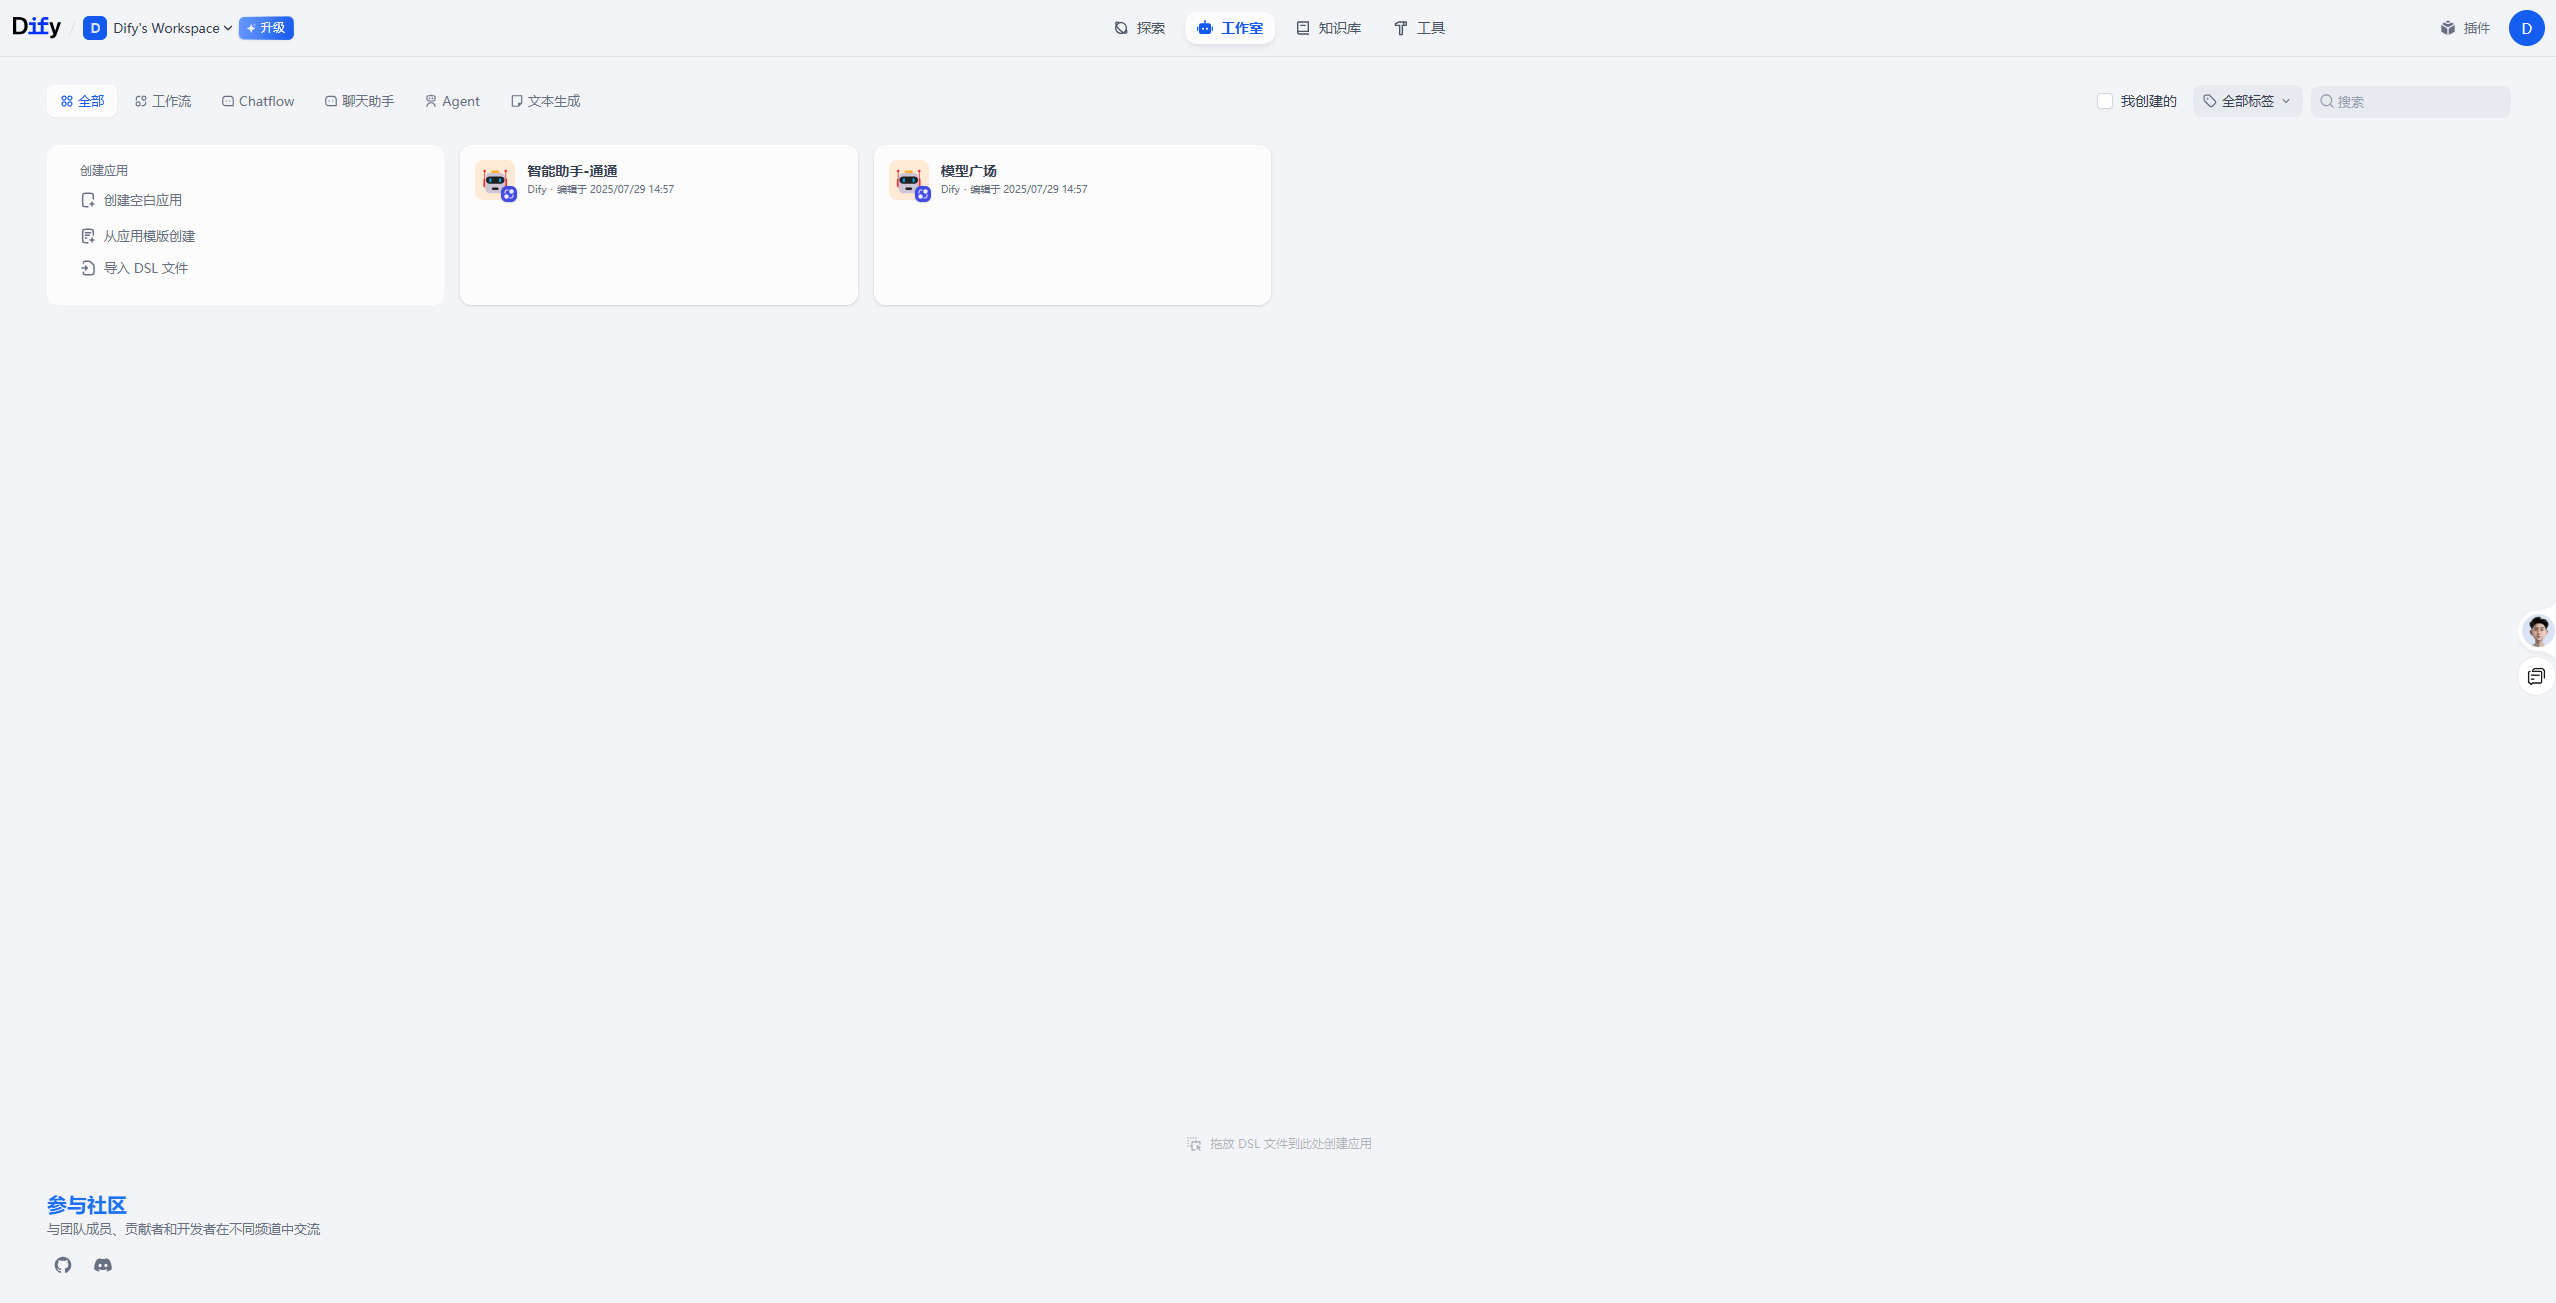 Dify / D Dify's Workspace 升级 探索 工作室 知识库 工具 插件 D
全部 工作流 Chatflow 聊天助手 Agent 文本生成 我创建的 全部标签 搜索
创建应用
创建空白应用
从应用模版创建
导入 DSL 文件
智能助手-通通
Dify · 编辑于 2025/07/29 14:57
模型广场
Dify · 编辑于 2025/07/29 14:57
拖放 DSL 文件到此处创建应用
参与社区
与团队成员、贡献者和开发者在不同频道中交流